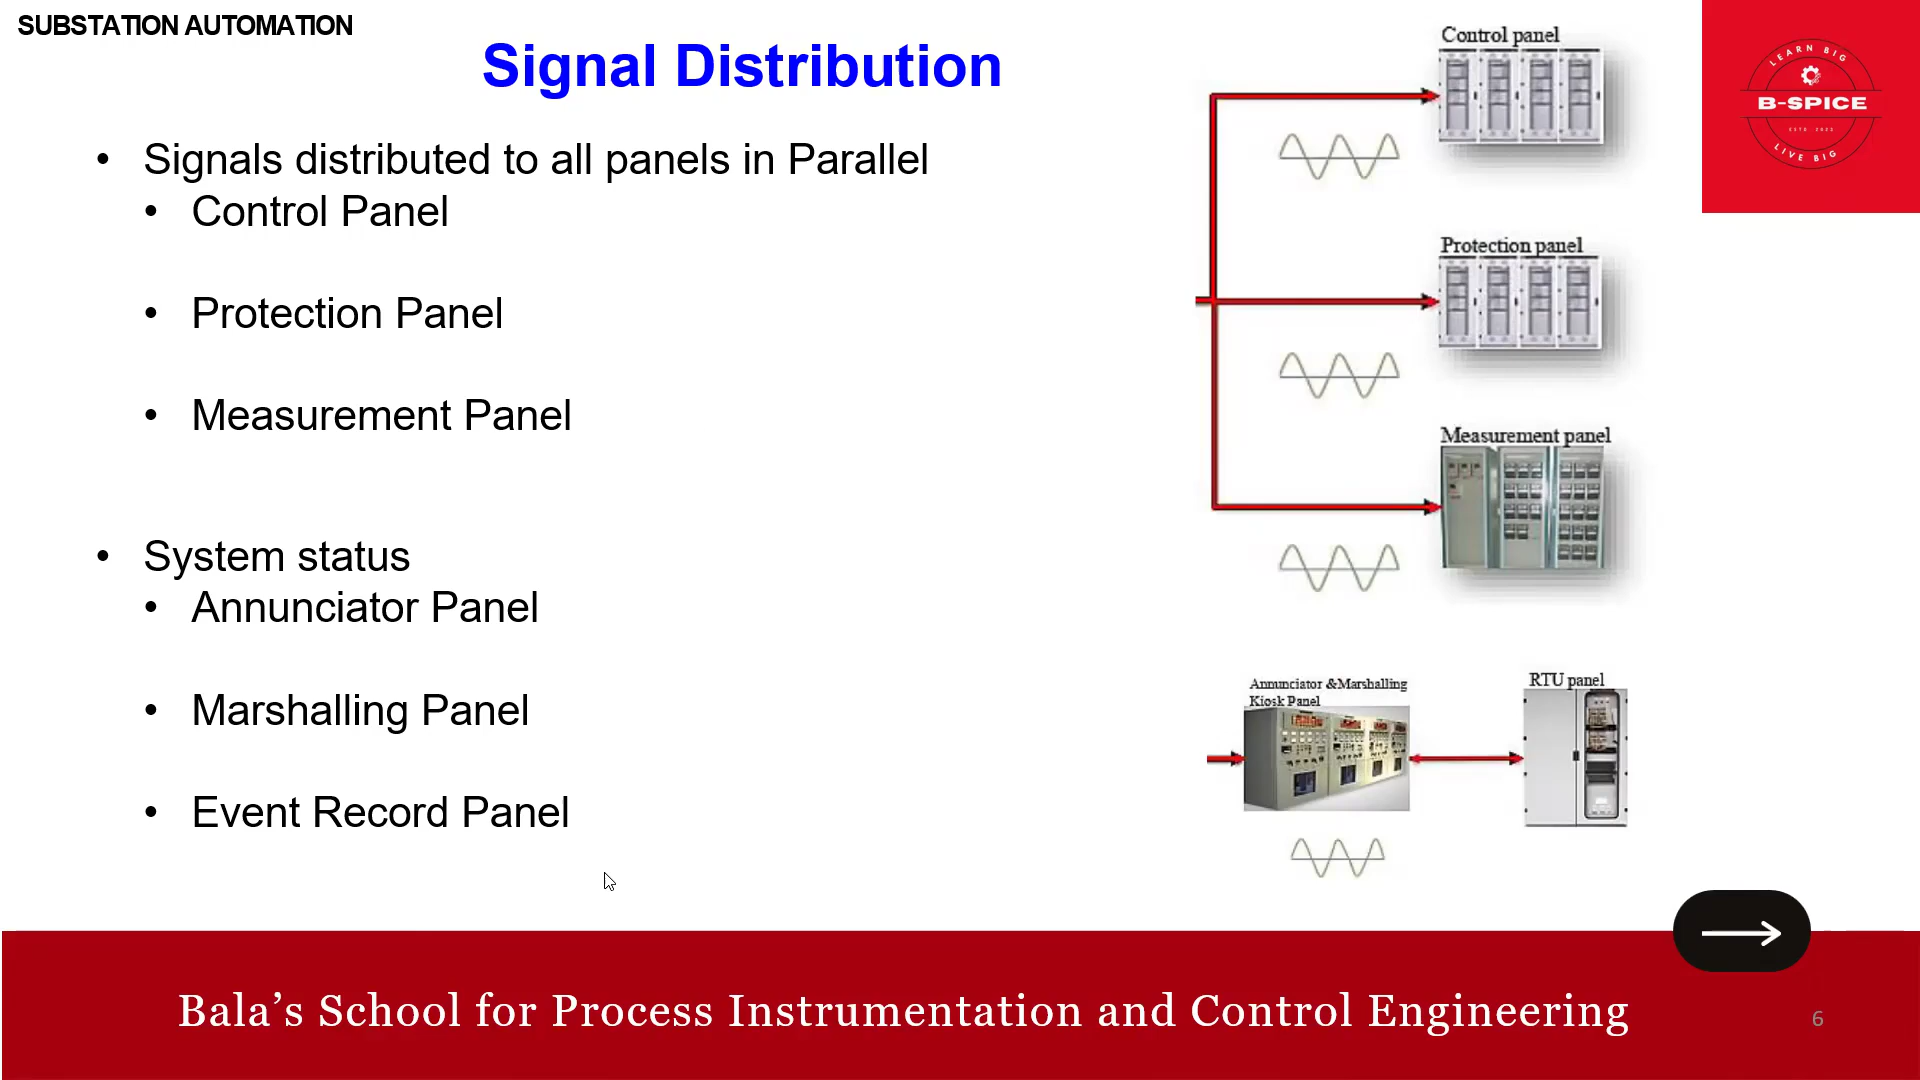 SUBSTATION AUTOMATION
Signal Distribution
• Signals distributed to all panels in Parallel
• Control Panel
• Protection Panel
• Measurement Panel
• System status
• Annunciator Panel
• Marshalling Panel
• Event Record Panel
Control panel
Protection panel
Measurement panel
Annunciator &Marshalling
Kiosk Panel
RTU panel
LEARN BIG
B-SPICE
ESTD 2023
LIVE BIG
Bala’s School for Process Instrumentation and Control Engineering
6